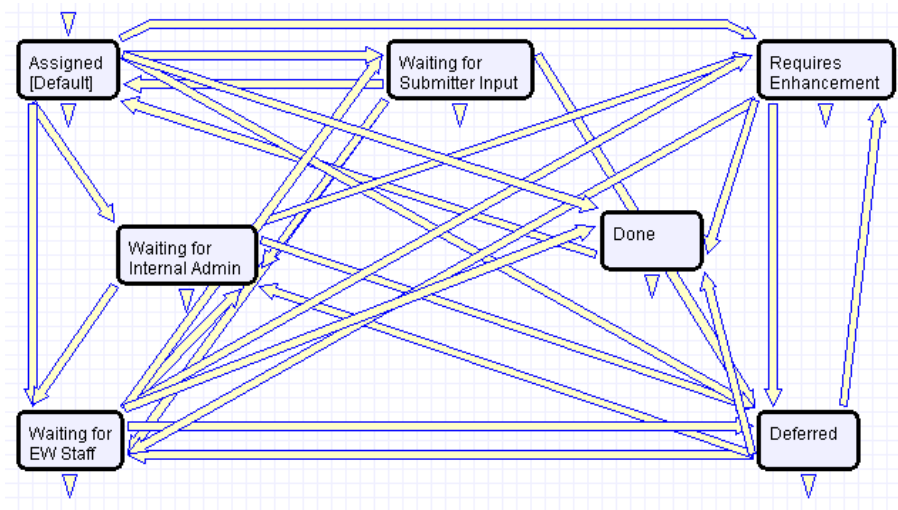 Assigned
[Default]
Waiting for
Submitter Input
Requires
Enhancement
Waiting for
Internal Admin
Done
Waiting for
EW Staff
Deferred